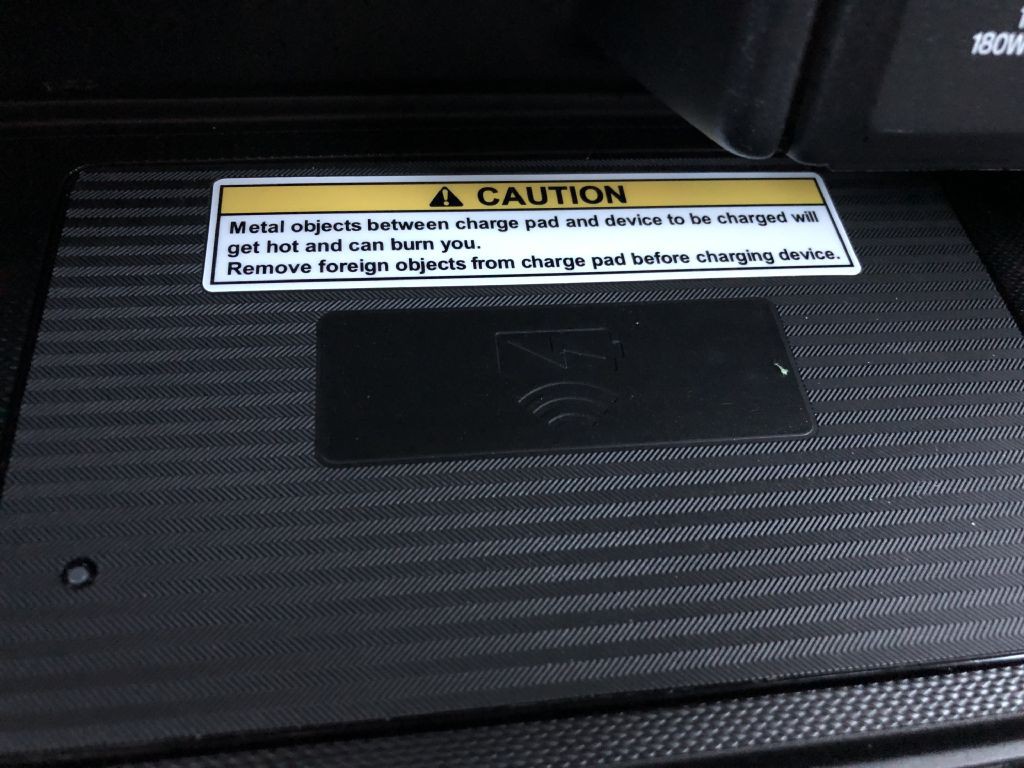 180W
CAUTION
Metal objects between charge pad and device to be charged will
get hot and can burn you.
Remove foreign objects from charge pad before charging device.